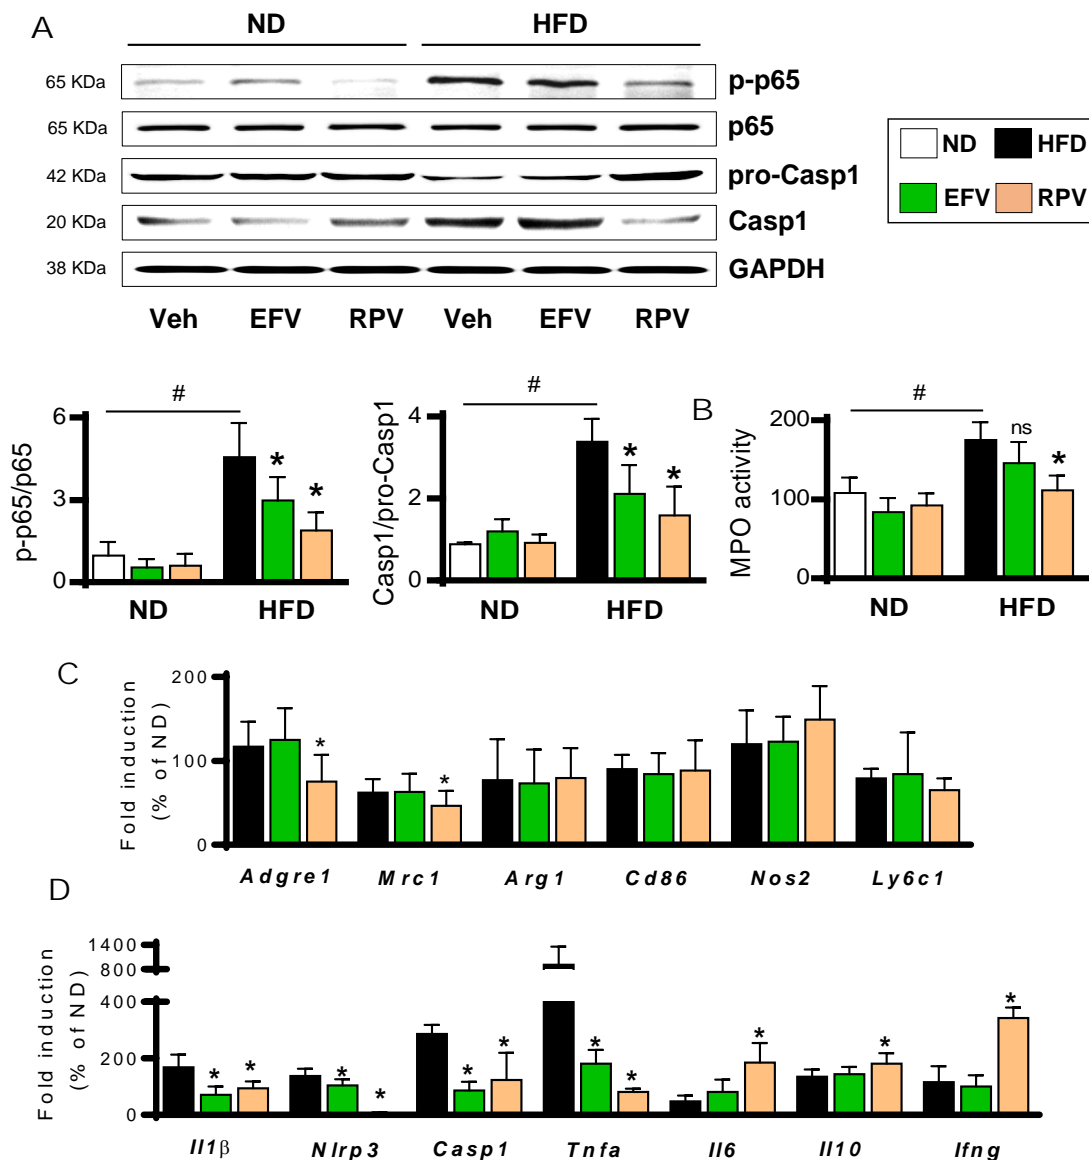 A
ND HFD
65 KDa p-p65
65 KDa p65
42 KDa pro-Casp1
20 KDa Casp1
38 KDa GAPDH
Veh EFV RPV Veh EFV RPV
ND HFD
EFV RPV
p-p65/p65
6
3
0
#
* *
ND HFD
Casp1/pro-Casp1
4
2
0
#
* *
ND HFD
B
MPO activity
200
100
0
#
ns *
ND HFD
C
Fold induction
(% of ND)
200
100
0
* *
Adgre1 Mrc1 Arg1 Cd86 Nos2 Ly6c1
D
Fold induction
(% of ND)
1400
800
400
200
0
* * * * * * * * * * *
Il1β Nlrp3 Casp1 Tnfa Il6 Il10 Ifng